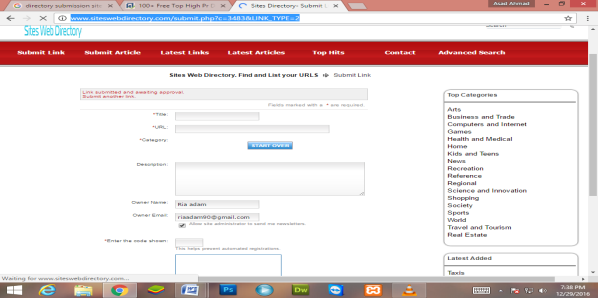 Asad Ahmad
directory submission site
100+ Free Top High Pr S
Sites Web Directory- Submit
www.siteswebdirectory.com/submit.php?c=3483&LINK_TYPE=2
Sites Web Directory
Search
Submit Link Submit Article Latest Links Latest Articles Top Hits Contact Advanced Search
Sites Web Directory. Find and List your URLS Submit Link
Link submitted and awaiting approval.
Submit another link.
Fields marked with a * are required.
*Title:
*URL:
*Category:
START OVER
Description:
Owner Name: Ria adam
Owner Email: riaadam90@gmail.com
Allow site administrator to send me newsletters.
*Enter the code shown:
This helps prevent automated registrations.
Top Categories
Arts
Business and Trade
Computers and Internet
Games
Health and Medical
Home
Kids and Teens
News
Recreation
Reference
Regional
Science and Innovation
Shopping
Society
Sports
World
Travel and Tourism
Real Estate
Latest Added
Taxis
Waiting for www.siteswebdirectory.com...
Ps
Dw
7:38 PM
12/29/2016